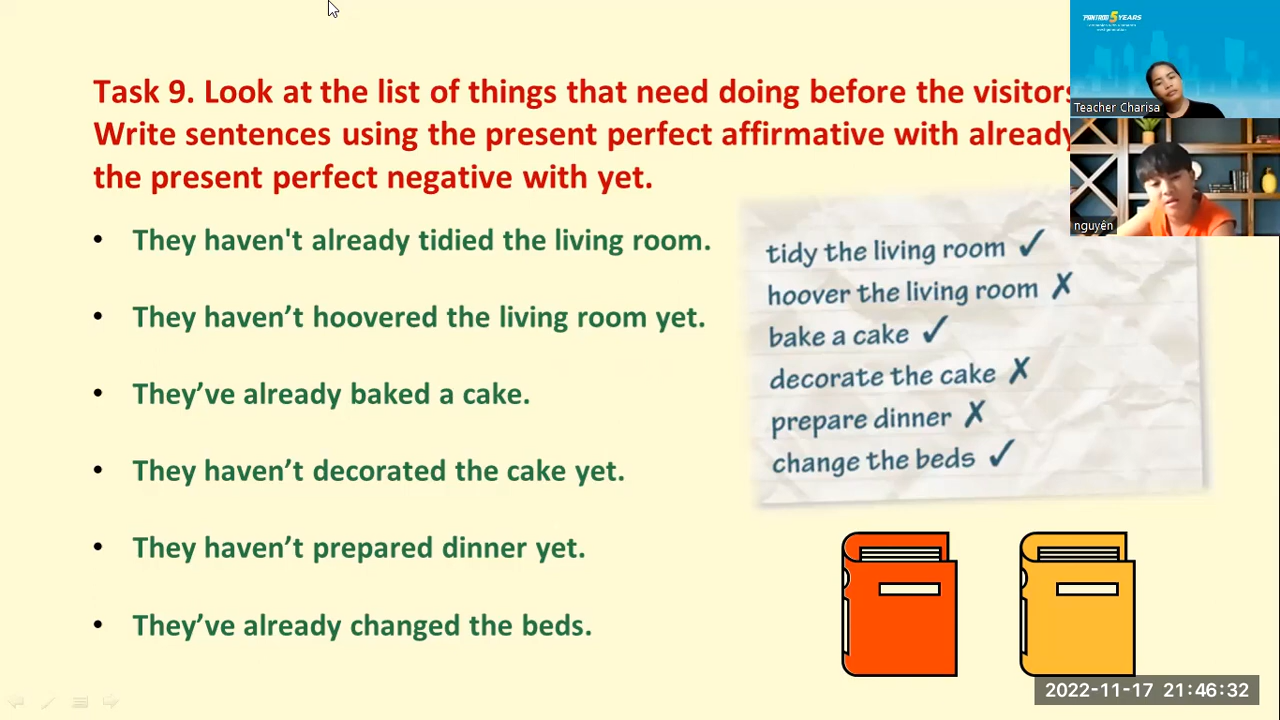 Task 9. Look at the list of things that need doing before the visitors
Write sentences using the present perfect affirmative with already
the present perfect negative with yet.
• They haven't already tidied the living room.
• They haven’t hoovered the living room yet.
• They’ve already baked a cake.
• They haven’t decorated the cake yet.
• They haven’t prepared dinner yet.
• They’ve already changed the beds.
tidy the living room ✓
hoover the living room ✗
bake a cake ✓
decorate the cake ✗
prepare dinner ✗
change the beds ✓
5 YEARS
Teacher Charisa
nguyên
2022-11-17 21:46:32